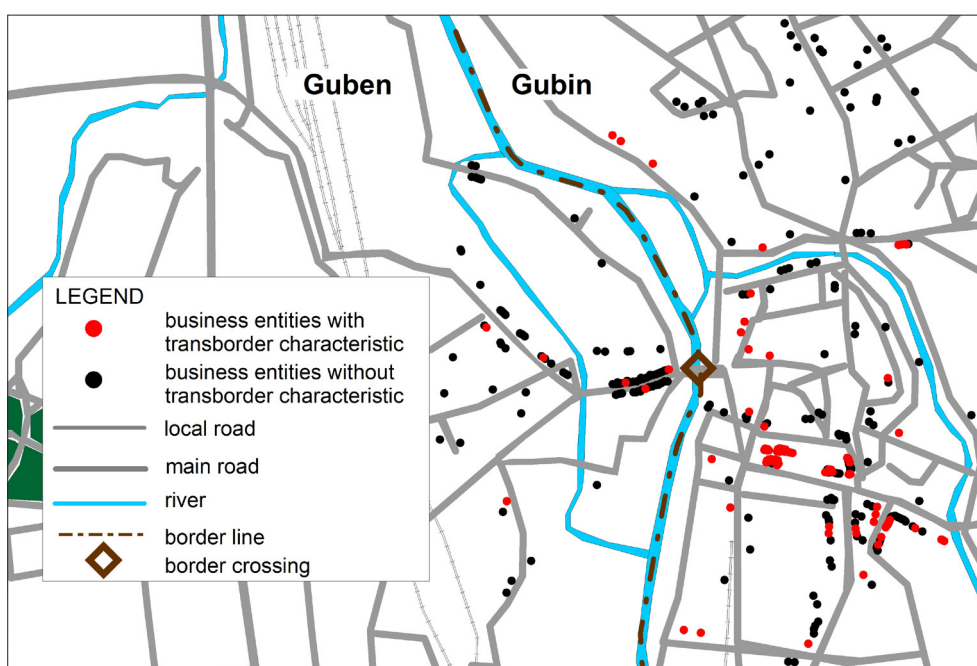 Guben
Gubin
LEGEND
business entities with
transborder characteristic
business entities without
transborder characteristic
local road
main road
river
border line
border crossing